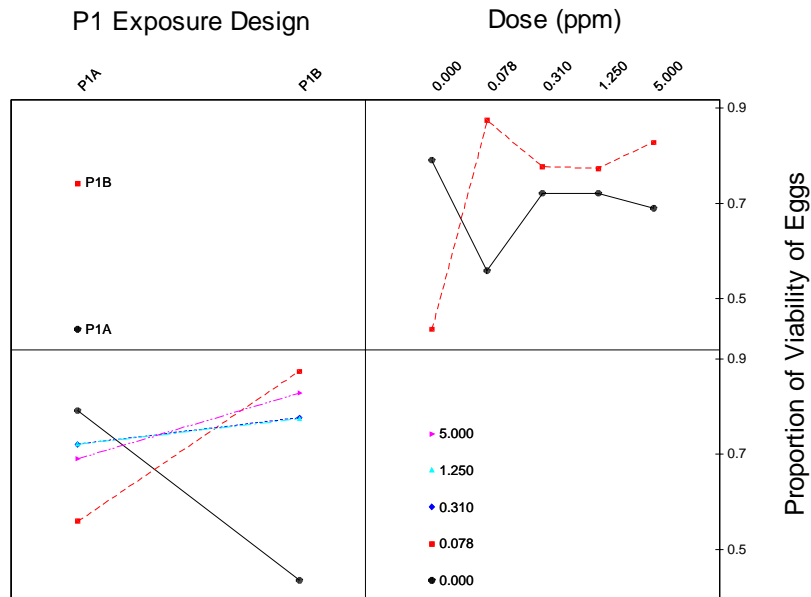 P1 Exposure Design
Dose (ppm)
P1A
P1B
0.000
0.078
0.310
1.250
5.000
0.9
0.7
0.5
P1B
P1A
0.9
0.7
0.5
5.000
1.250
0.310
0.078
0.000
Proportion of Viability of Eggs